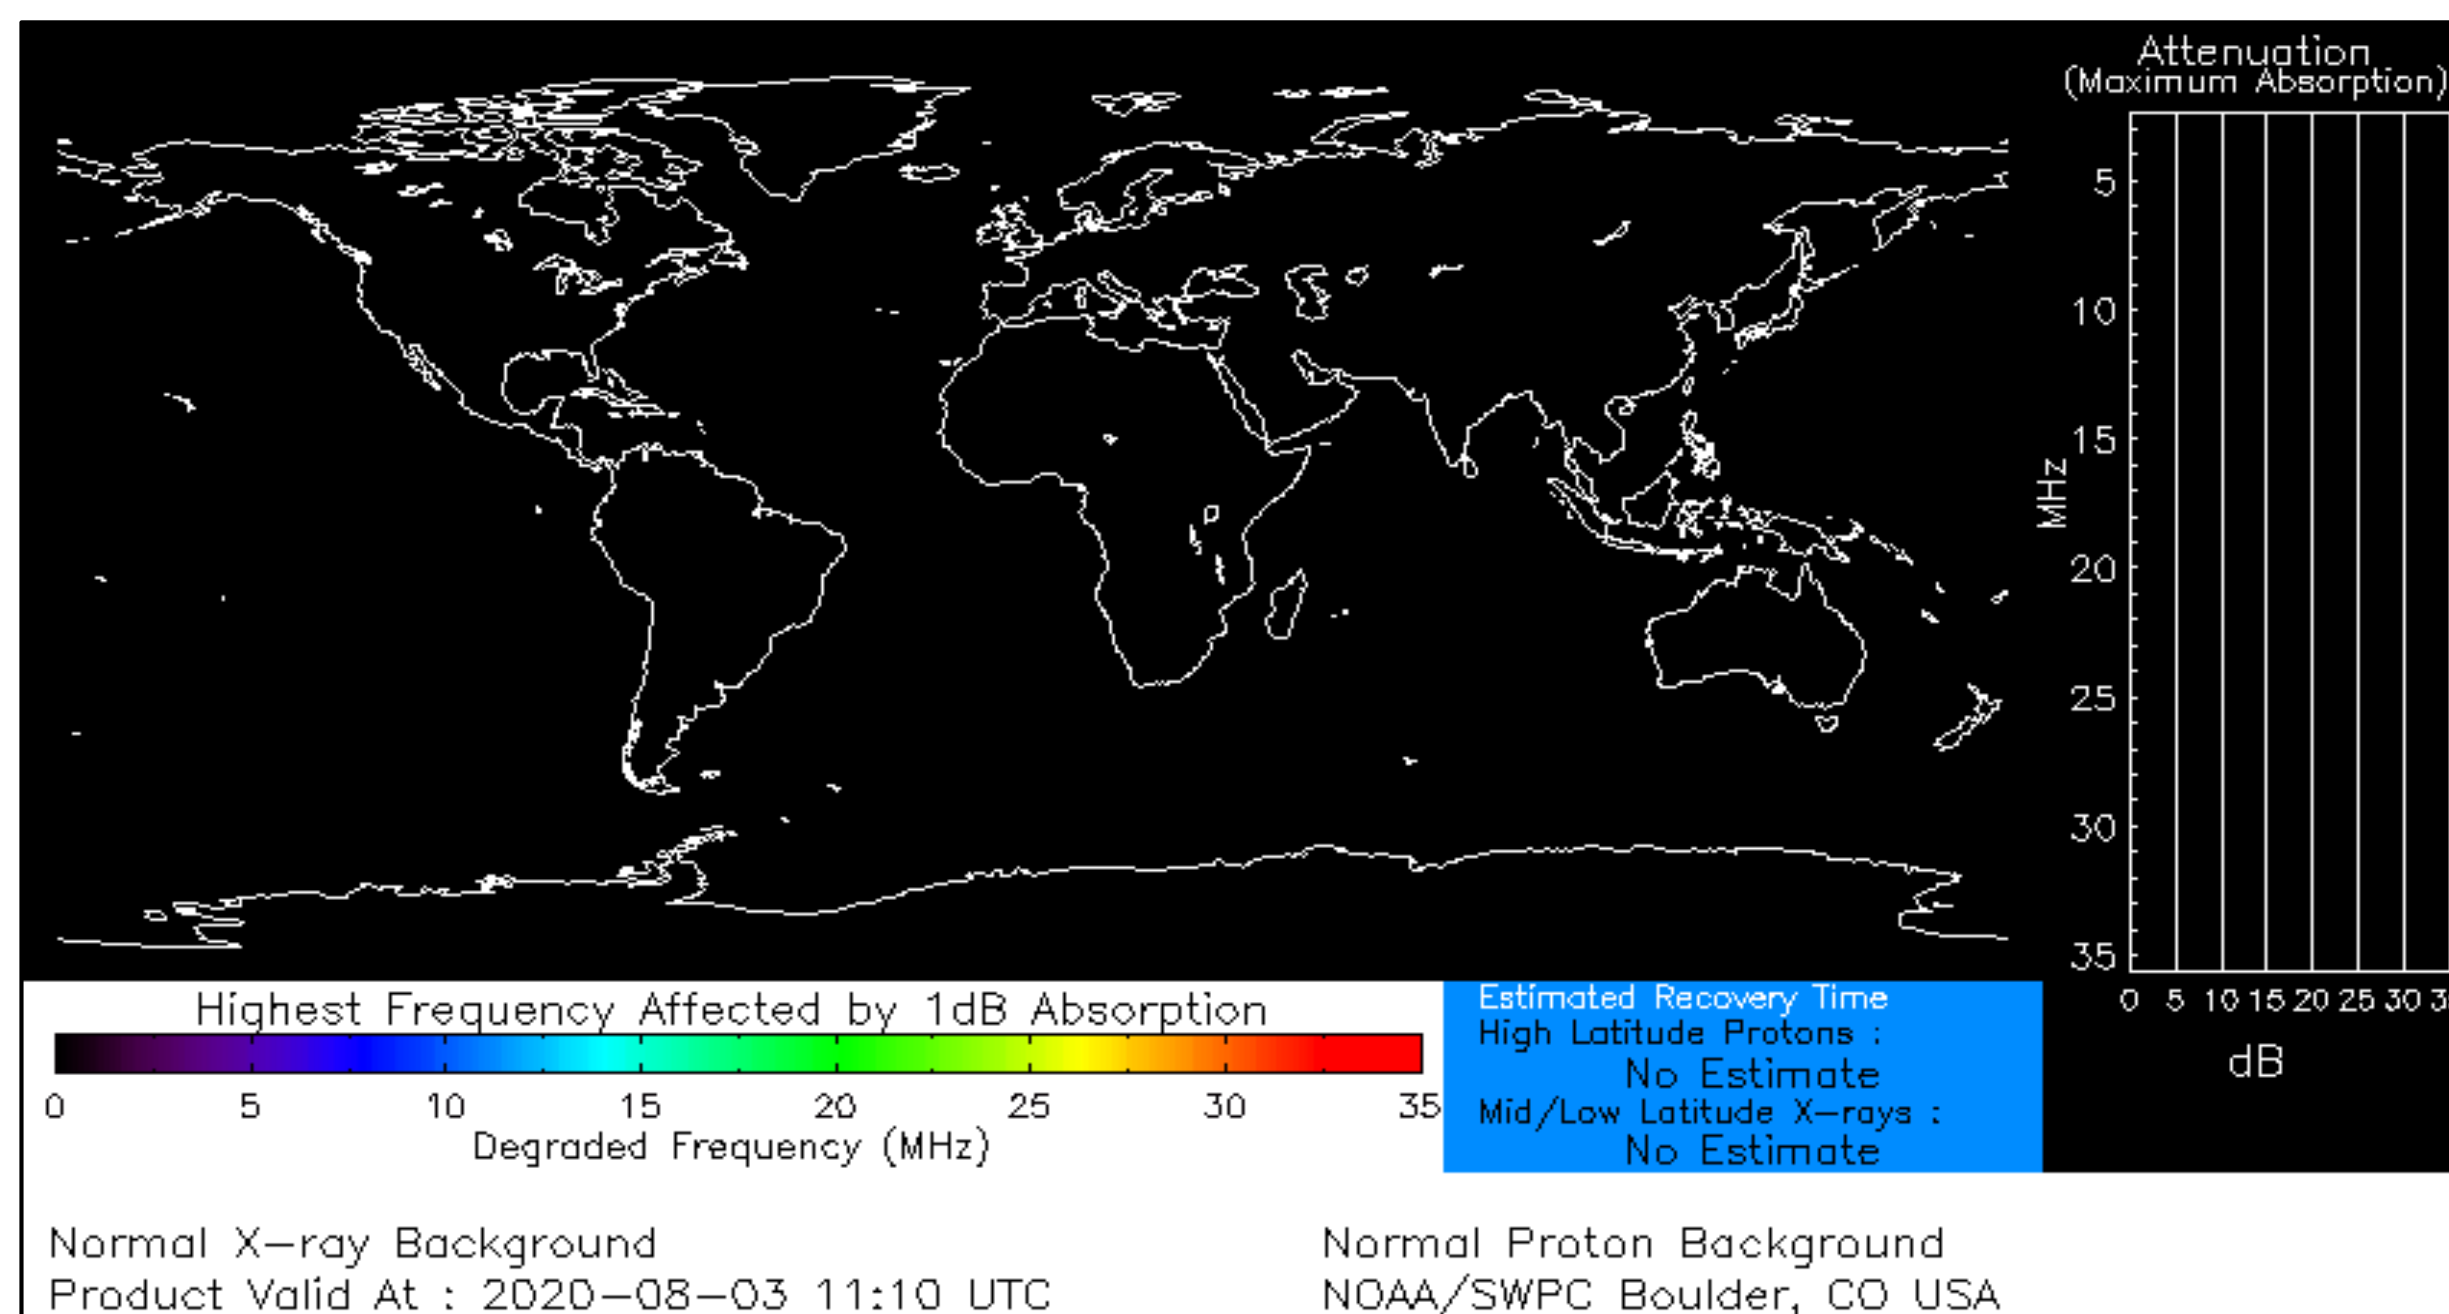 Attenuation
(Maximum Absorption)
5
10
15
20
25
30
35
MHz
0 5 10 15 20 25 30
dB
Highest Frequency Affected by 1dB Absorption
0 5 10 15 20 25 30 35
Degraded Frequency (MHz)
Estimated Recovery Time
High Latitude Protons :
No Estimate
Mid/Low Latitude X-rays :
No Estimate
Normal X-ray Background
Normal Proton Background
Product Valid At : 2020-08-03 11:10 UTC
NOAA/SWPC Boulder, CO USA